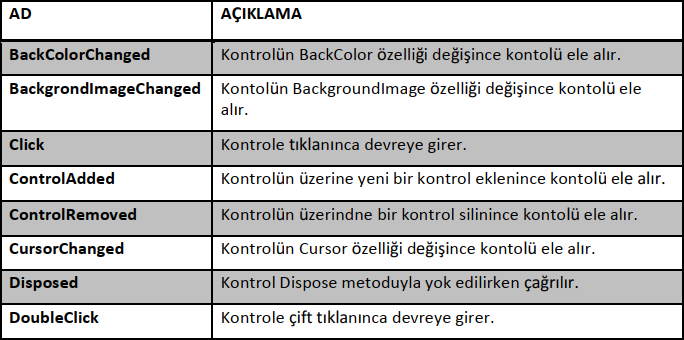 AD AÇIKLAMA
BackColorChanged Kontrolün BackColor özelliği değişince kontolü ele alır.
BackgrondImageChanged Kontolün BackgroundImage özelliği değişince kontolü ele
alır.
Click Kontrole tıklanınca devreye girer.
ControlAdded Kontrolün üzerine yeni bir kontrol eklenince kontolü ele alır.
ControlRemoved Kontrolün üzerindne bir kontrol silinince kontolü ele alır.
CursorChanged Kontrolün Cursor özelliği değişince kontolü ele alır.
Disposed Kontrol Dispose metoduyla yok edilirken çağrılır.
DoubleClick Kontrole çift tıklanınca devreye girer.